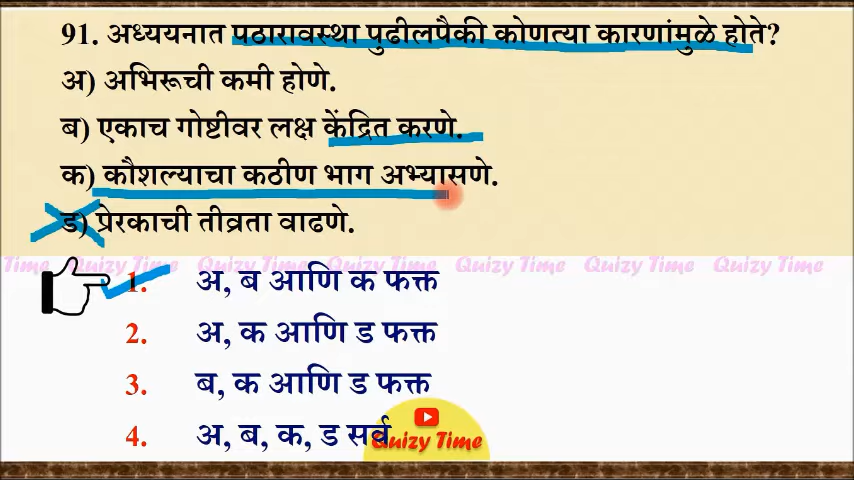 91. अध्ययनात पठारावस्था पुढीलपैकी कोणत्या कारणांमुळे होते?
अ) अभिरूची कमी होणे.
ब) एकाच गोष्टीवर लक्ष केंद्रित करणे.
क) कौशल्याचा कठीण भाग अभ्यासणे.
ड) प्रेरकाची तीव्रता वाढणे.
Time Quizy Time Quizy Time Quizy Time Quizy Time Quizy Time Quizy Time
1. अ, ब आणि क फक्त
2. अ, क आणि ड फक्त
3. ब, क आणि ड फक्त
4. अ, ब, क, ड सर्व
Quizy Time